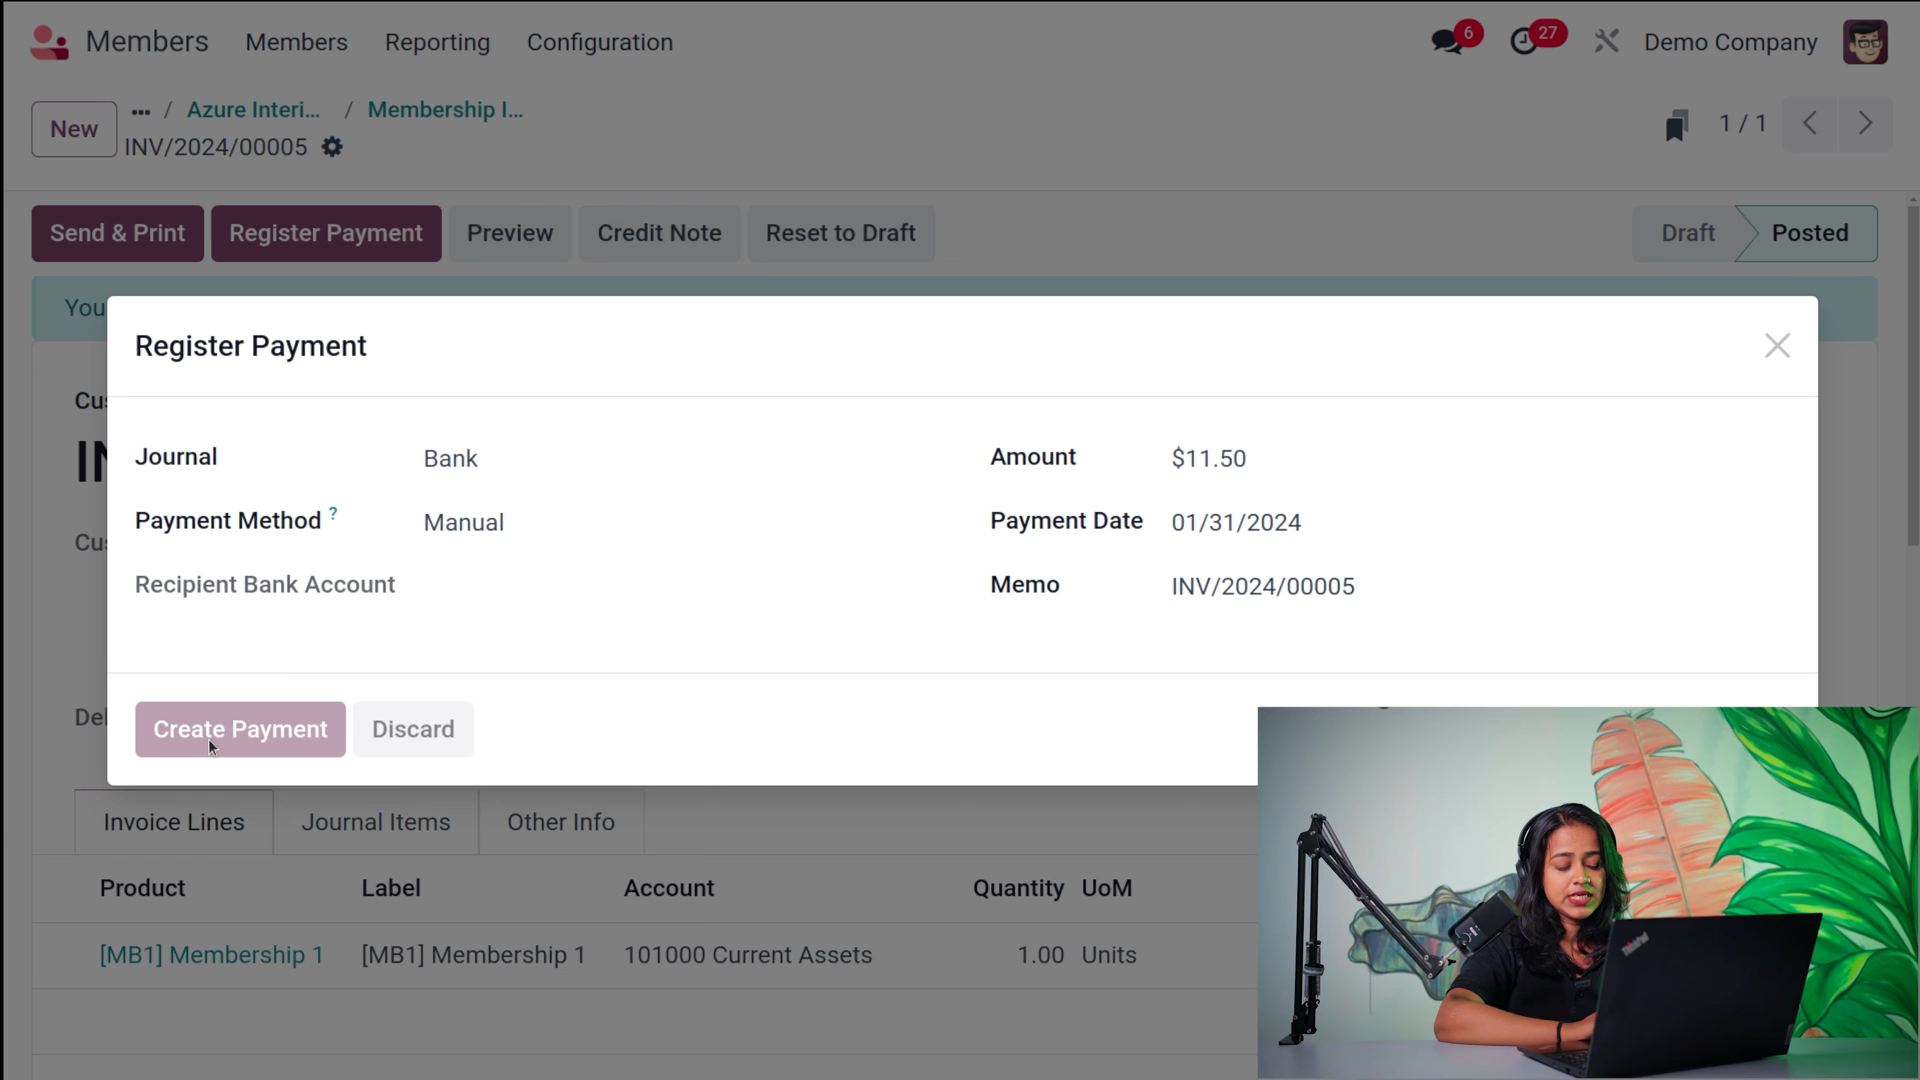 Members Members Reporting Configuration 6 27 Demo Company
New ... / Azure Interi... / Membership I...
INV/2024/00005
1 / 1
Send & Print Register Payment Preview Credit Note Reset to Draft Draft Posted
You
Register Payment
Cus
IN
Journal Bank Amount $11.50
Payment Method ? Manual Payment Date 01/31/2024
Cus
Recipient Bank Account Memo INV/2024/00005
Del
Create Payment Discard
Invoice Lines Journal Items Other Info
Product Label Account Quantity UoM
[MB1] Membership 1 [MB1] Membership 1 101000 Current Assets 1.00 Units
ThinkPad